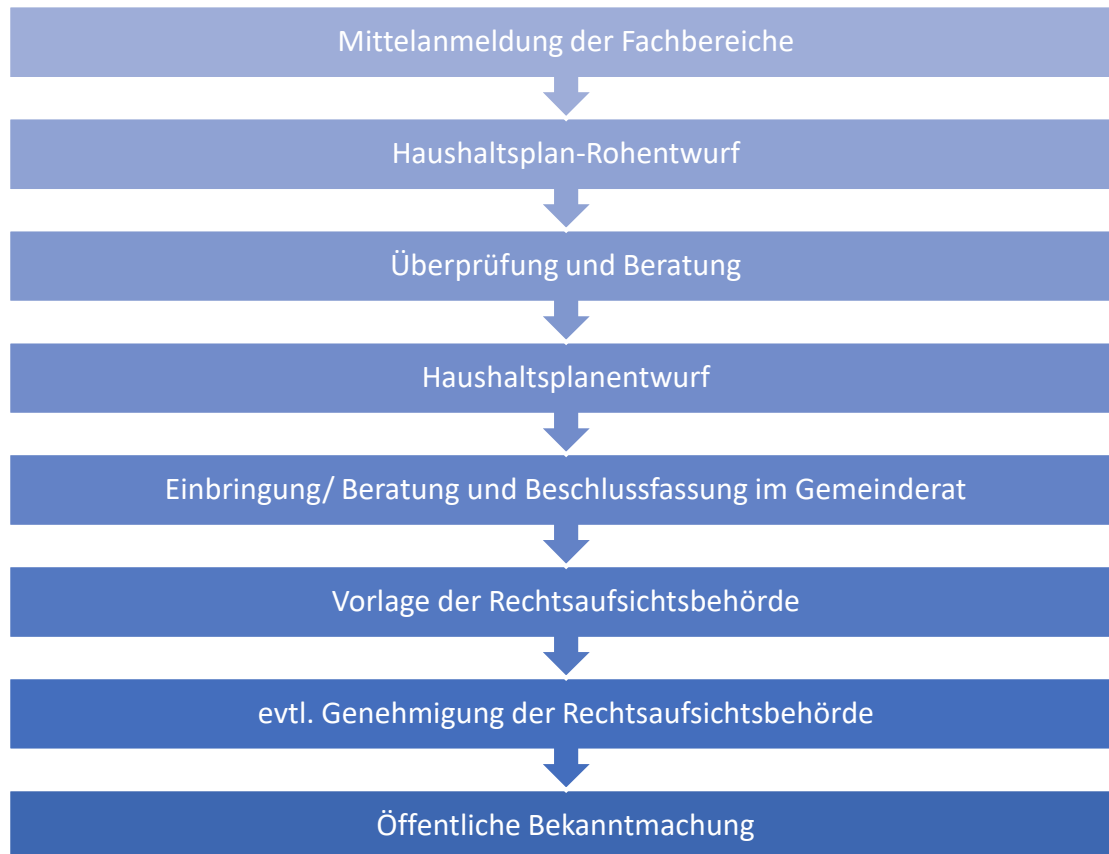 Mittelanmeldung der Fachbereiche
Haushaltsplan-Rohentwurf
Überprüfung und Beratung
Haushaltsplanentwurf
Einbringung/ Beratung und Beschlussfassung im Gemeinderat
Vorlage der Rechtsaufsichtsbehörde
evtl. Genehmigung der Rechtsaufsichtsbehörde
Öffentliche Bekanntmachung